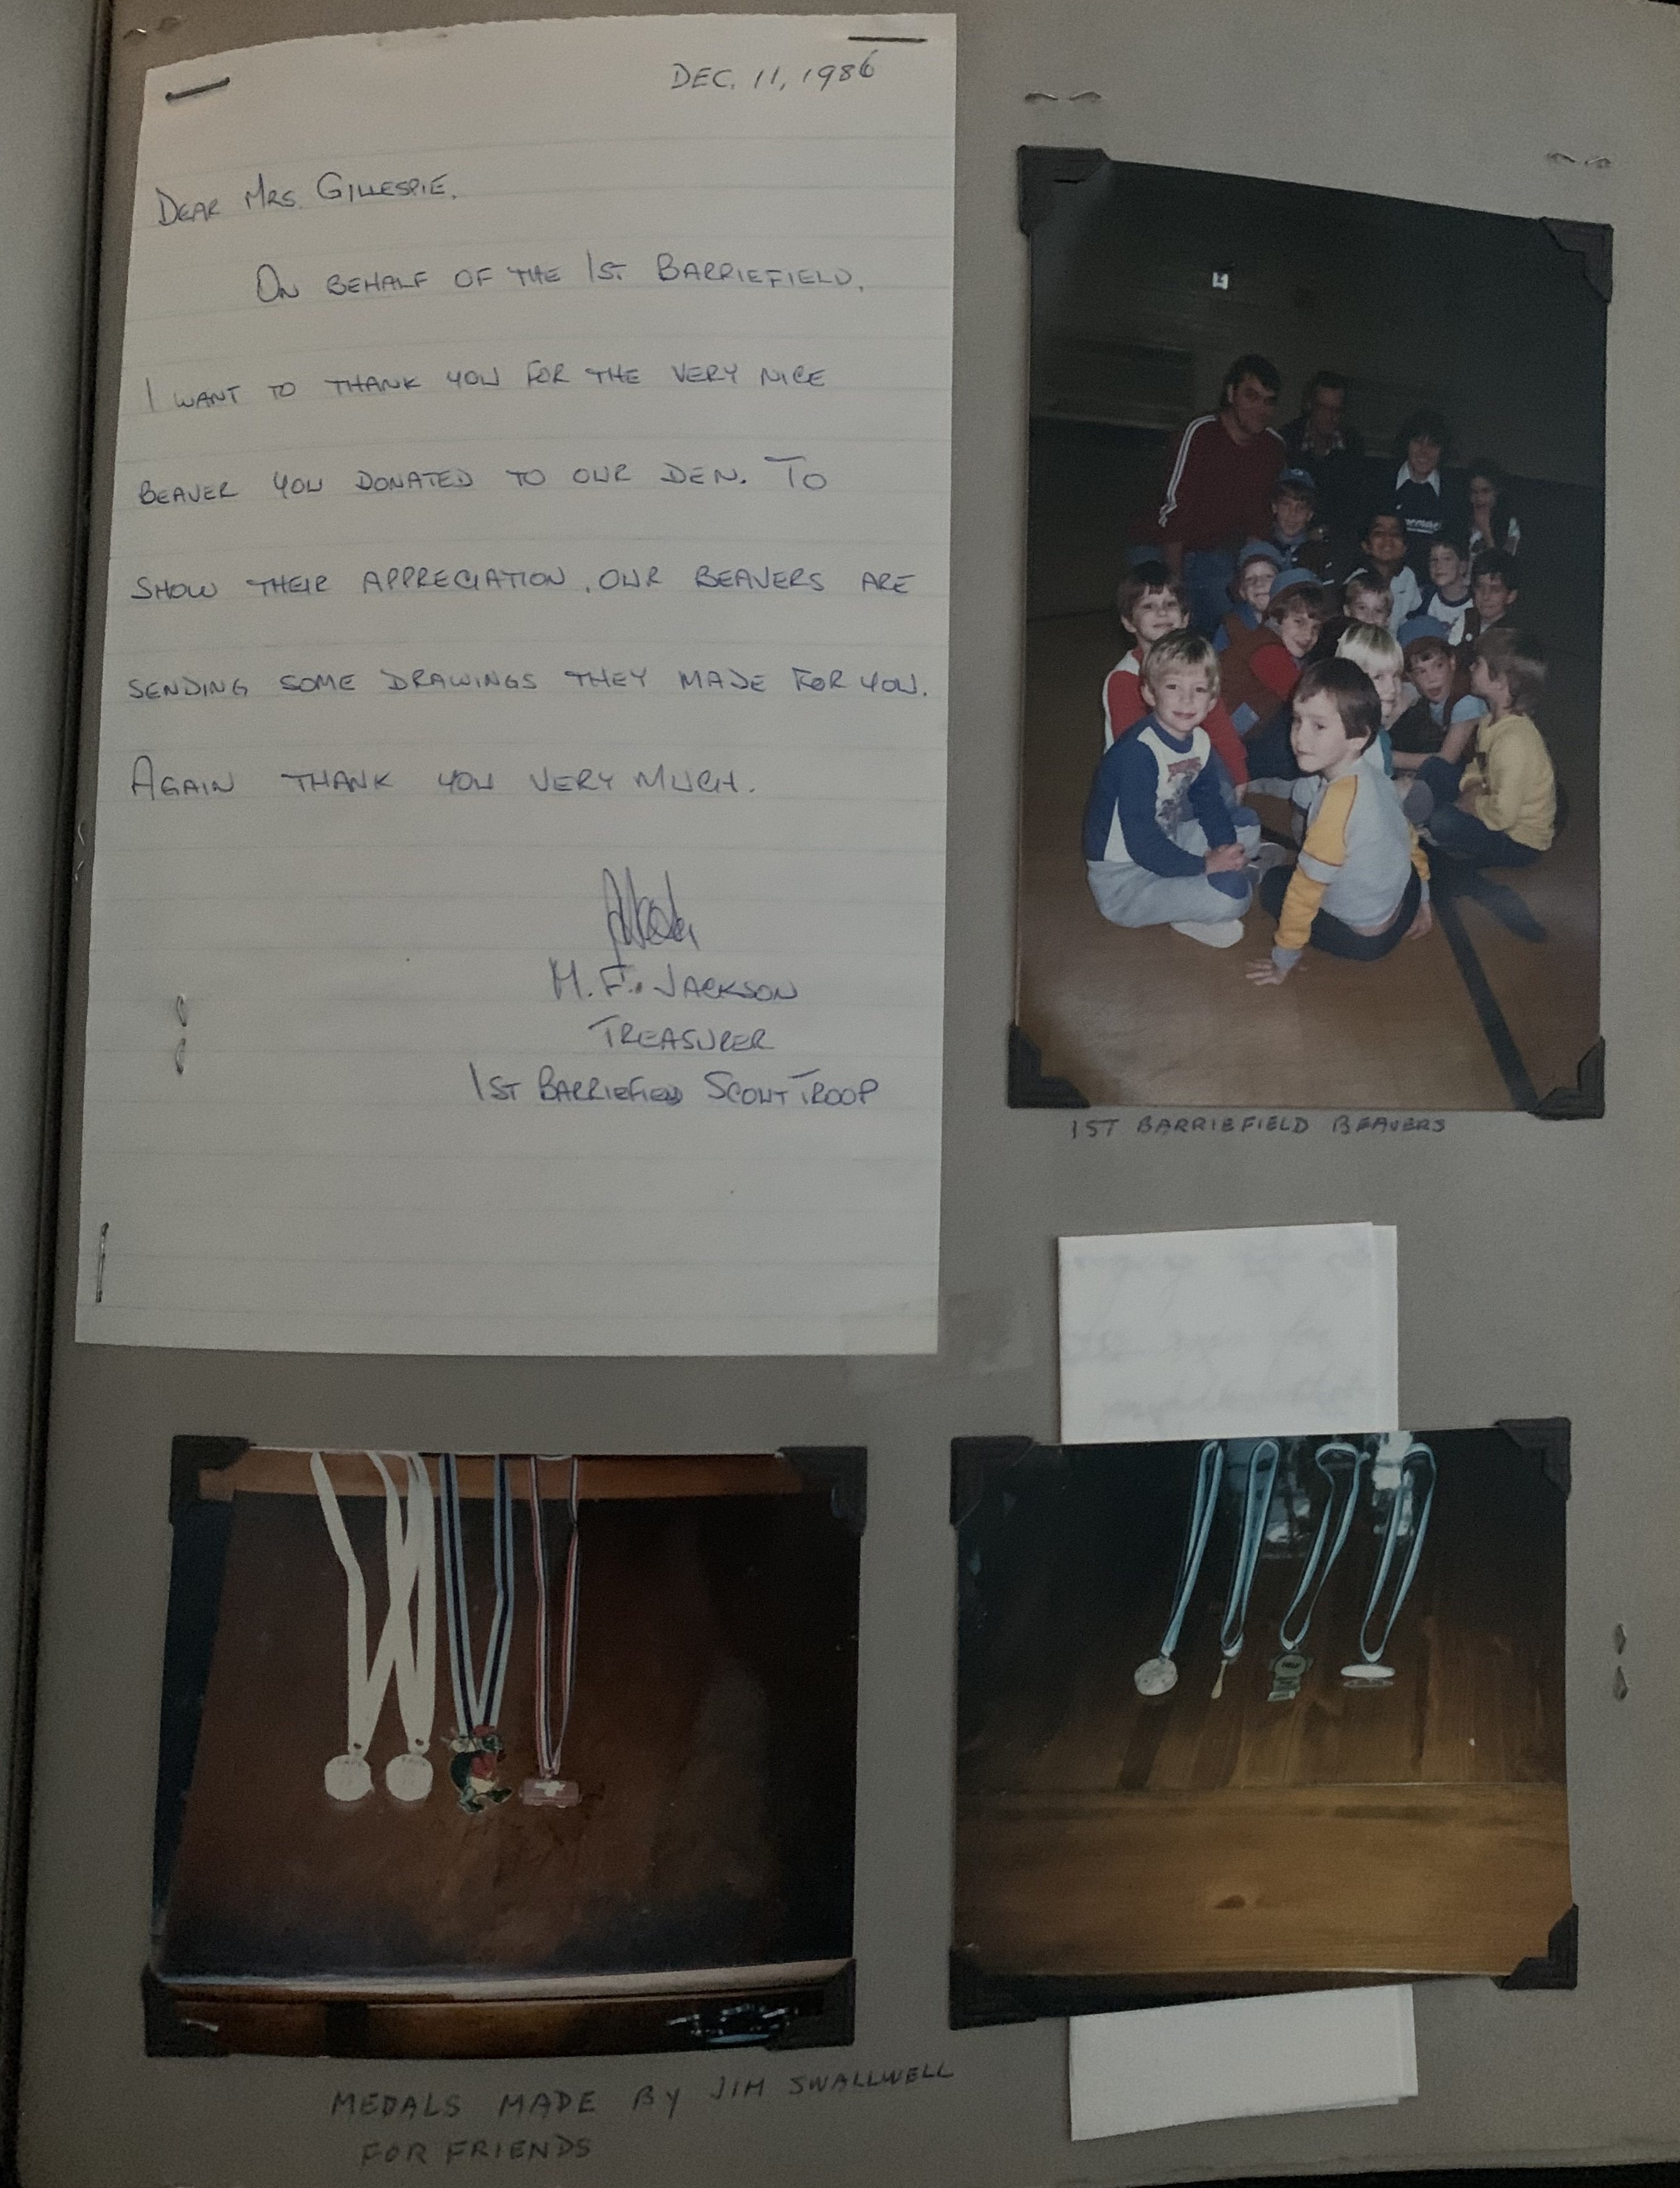 DEC. 11, 1986
DEAR MRS. GILLESPIE.
ON BEHALF OF THE 1ST BARRIEFIELD,
I WANT TO THANK YOU FOR THE VERY NICE
BEAVER YOU DONATED TO OUR DEN. TO
SHOW THEIR APPRECIATION, OUR BEAVERS ARE
SENDING SOME DRAWINGS THEY MADE FOR YOU.
AGAIN THANK YOU VERY MUCH.
M. F. JACKSON
TREASURER
1ST BARRIEFIELD SCOUT TROOP
1ST BARRIEFIELD BEAVERS
MEDALS MADE BY JIM SWALLWELL
FOR FRIENDS